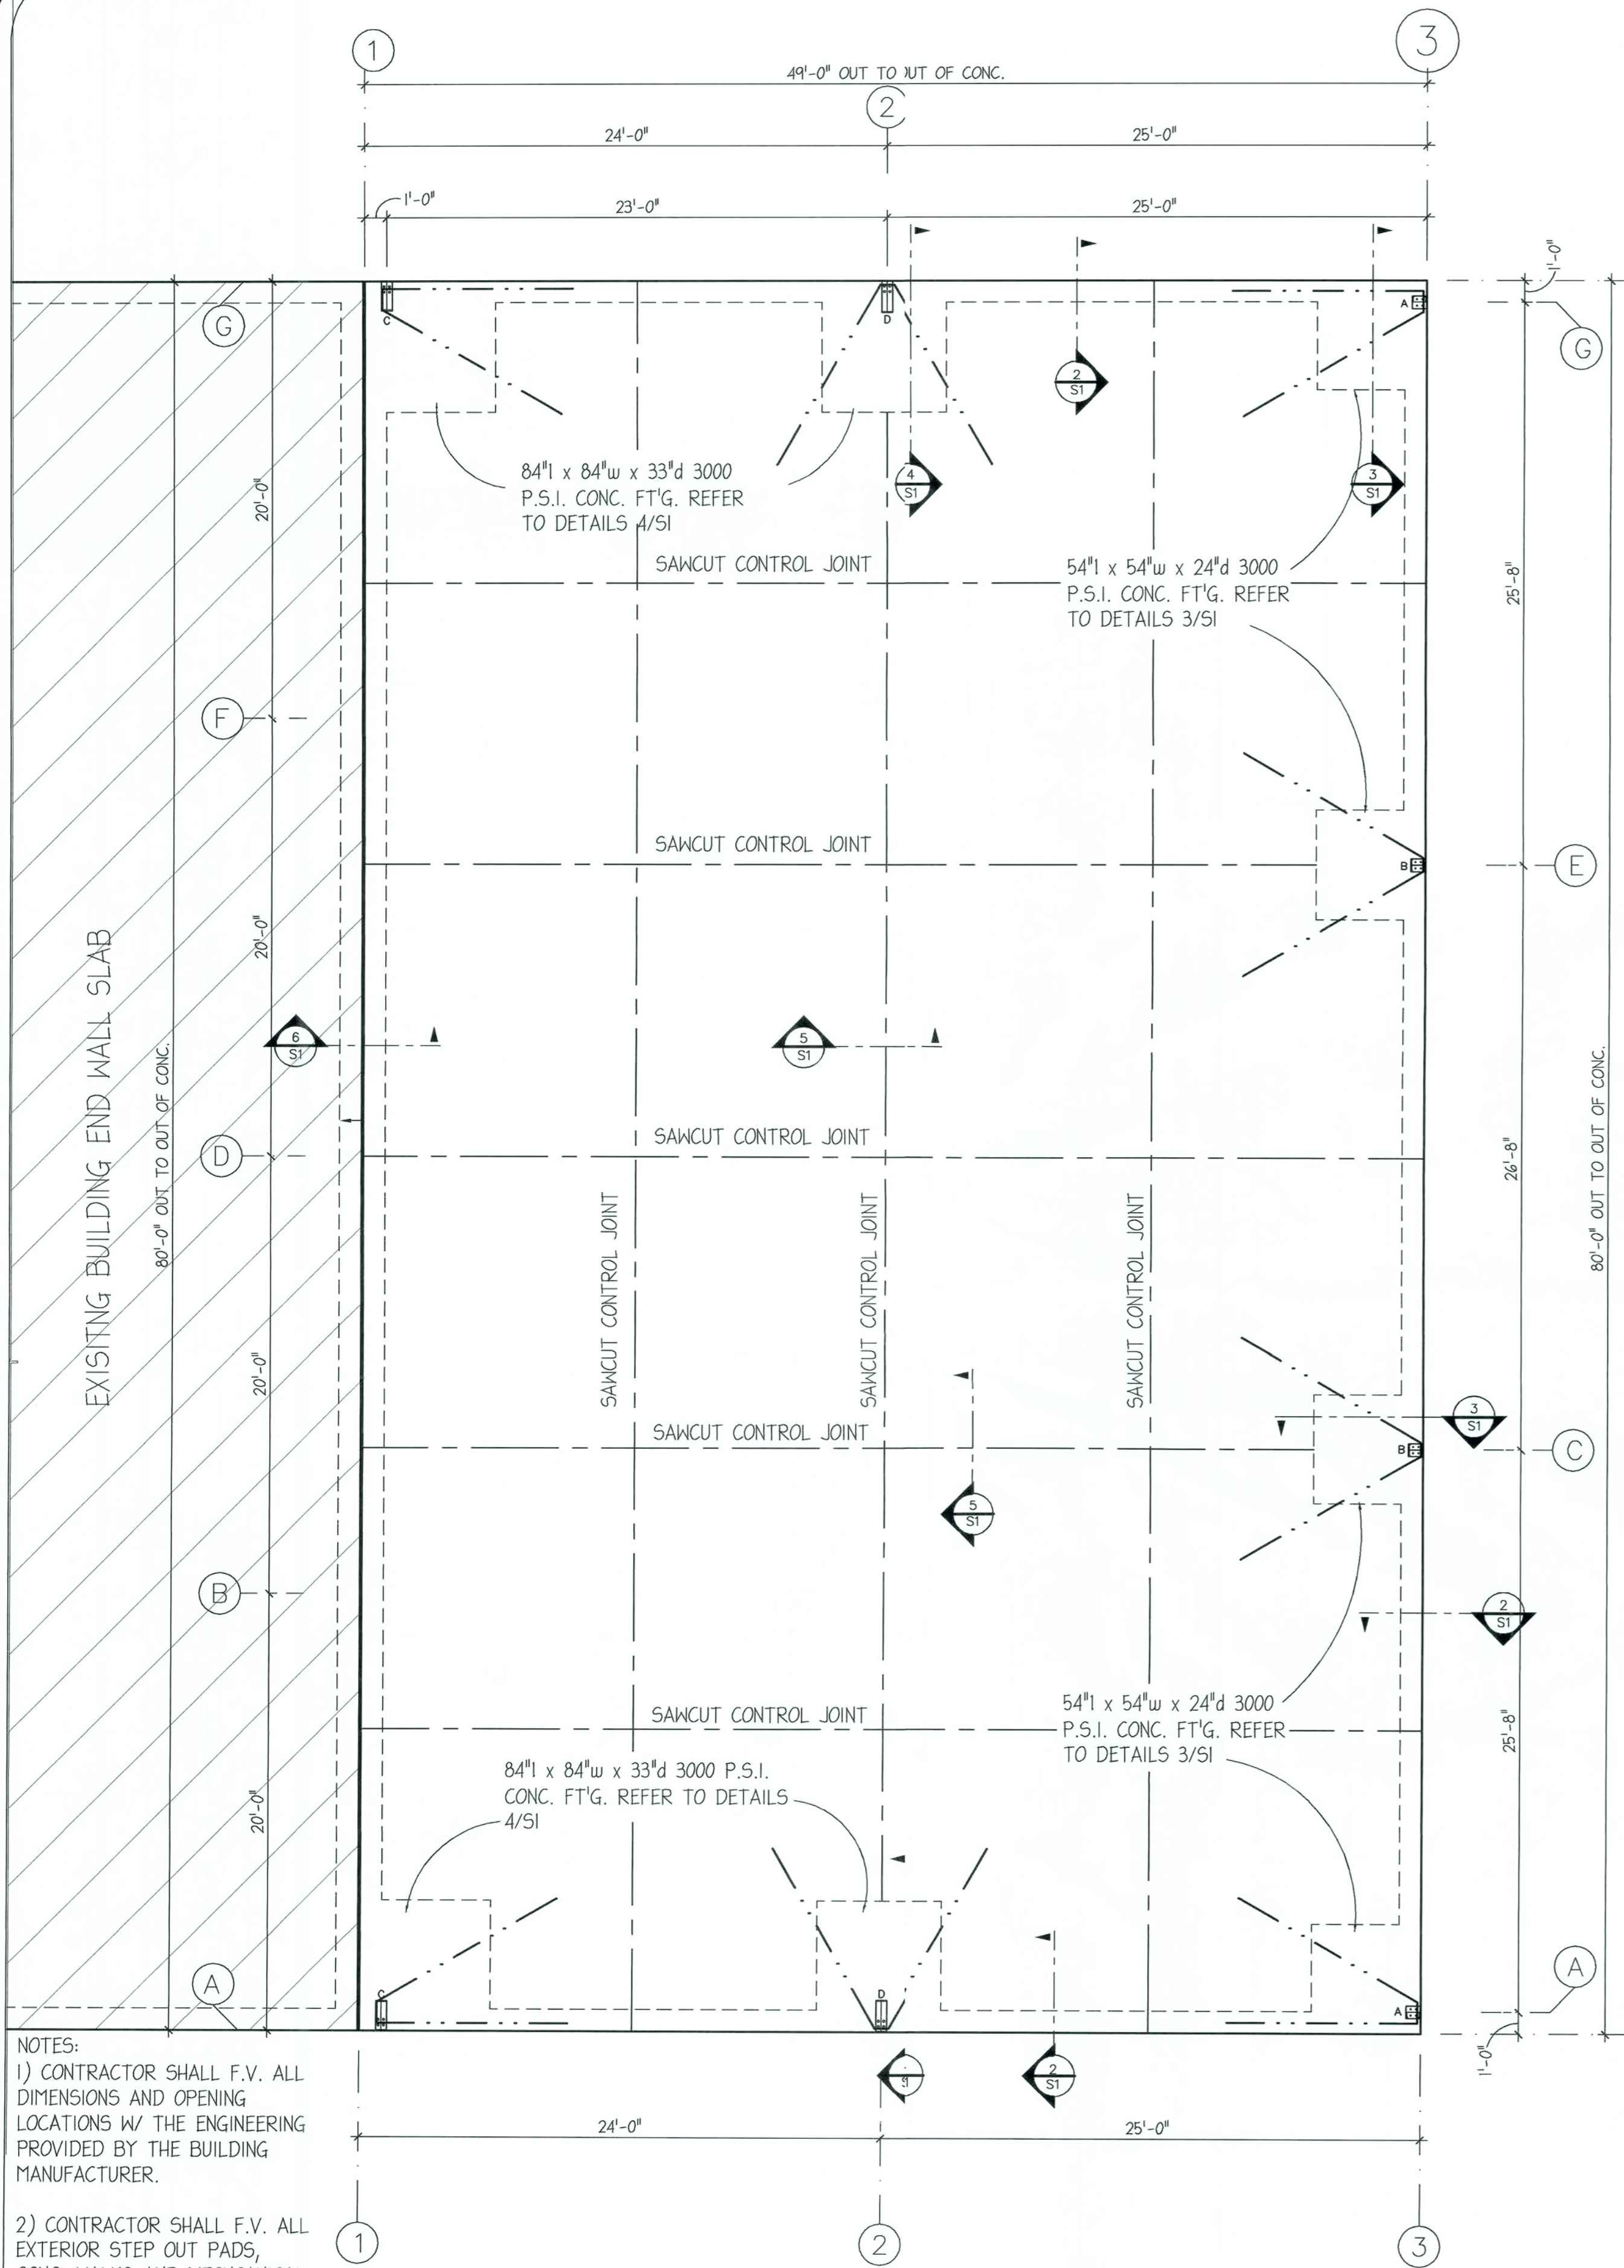 1
3
49'-0" OUT TO OUT OF CONC.
2
24'-0"
25'-0"
1'-0"
23'-0"
25'-0"
1'-0"
G
C
D
A
G
2
S1
4
S1
3
S1
84"l x 84"w x 33"d 3000
P.S.I. CONC. FT'G. REFER
TO DETAILS 4/S1
20'-0"
SAWCUT CONTROL JOINT
54"l x 54"w x 24"d 3000
P.S.I. CONC. FT'G. REFER
TO DETAILS 3/S1
25'-8"
F
SAWCUT CONTROL JOINT
B
E
20'-0"
EXISITNG BUILDING END WALL SLAB
80'-0" OUT TO OUT OF CONC.
6
S1
5
S1
80'-0" OUT TO OUT OF CONC.
D
SAWCUT CONTROL JOINT
26'-8"
SAWCUT CONTROL JOINT
SAWCUT CONTROL JOINT
SAWCUT CONTROL JOINT
20'-0"
3
S1
SAWCUT CONTROL JOINT
B
C
5
S1
B
2
S1
54"l x 54"w x 24"d 3000
P.S.I. CONC. FT'G. REFER
TO DETAILS 3/S1
SAWCUT CONTROL JOINT
25'-8"
84"l x 84"w x 33"d 3000 P.S.I.
CONC. FT'G. REFER TO DETAILS
4/S1
20'-0"
A
C
D
A
A
1'-0"
NOTES:
1) CONTRACTOR SHALL F.V. ALL
DIMENSIONS AND OPENING
LOCATIONS W/ THE ENGINEERING
PROVIDED BY THE BUILDING
MANUFACTURER.
2
S1
24'-0"
25'-0"
2) CONTRACTOR SHALL F.V. ALL
EXTERIOR STEP OUT PADS,
1
2
3